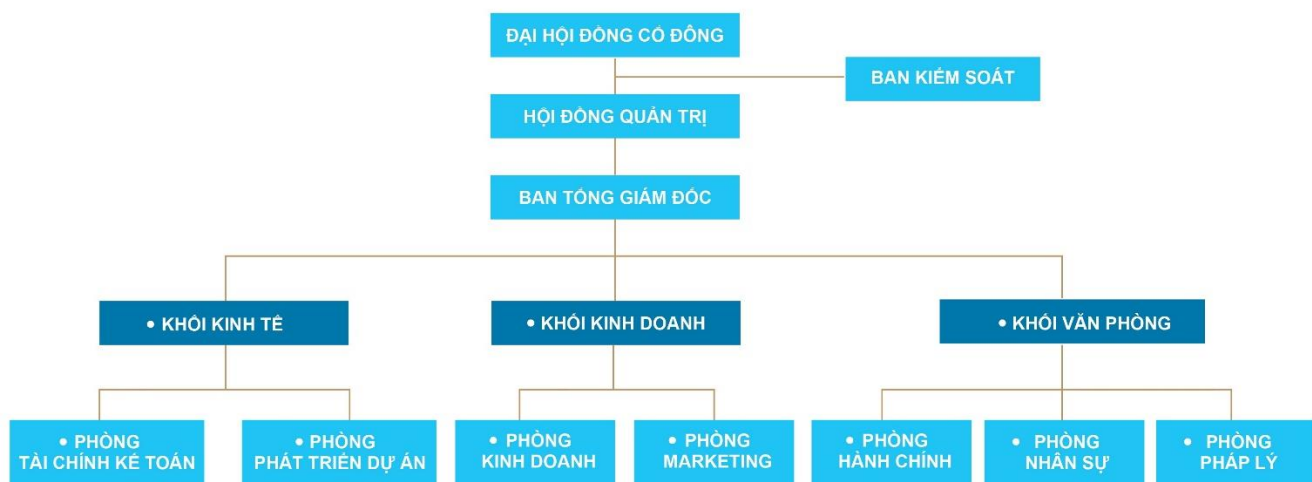 ĐẠI HỘI ĐỒNG CỔ ĐÔNG
BAN KIỂM SOÁT
HỘI ĐỒNG QUẢN TRỊ
BAN TỔNG GIÁM ĐỐC
• KHỐI KINH TẾ
• KHỐI KINH DOANH
• KHỐI VĂN PHÒNG
• PHÒNG
TÀI CHÍNH KẾ TOÁN
• PHÒNG
PHÁT TRIỂN DỰ ÁN
• PHÒNG
KINH DOANH
• PHÒNG
MARKETING
• PHÒNG
HÀNH CHÍNH
• PHÒNG
NHÂN SỰ
• PHÒNG
PHÁP LÝ